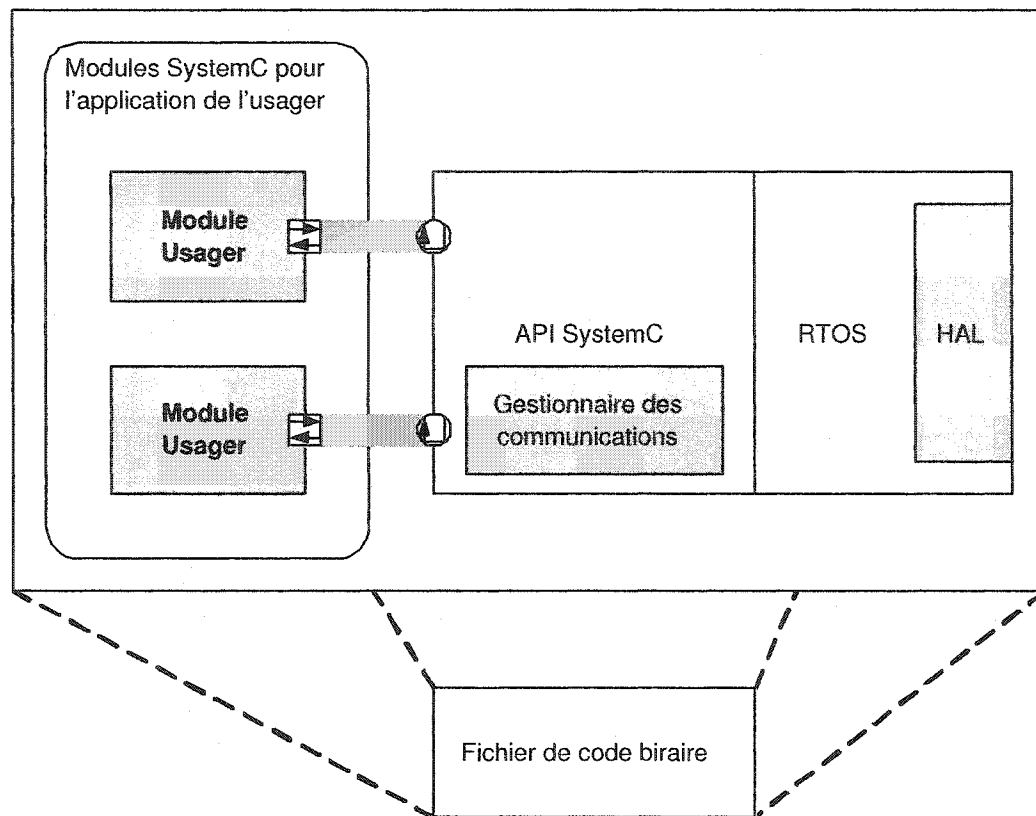 Modules SystemC pour
l'application de l'usager
Module
Usager
Module
Usager
API SystemC
Gestionnaire des
communications
RTOS
HAL
Fichier de code biraire